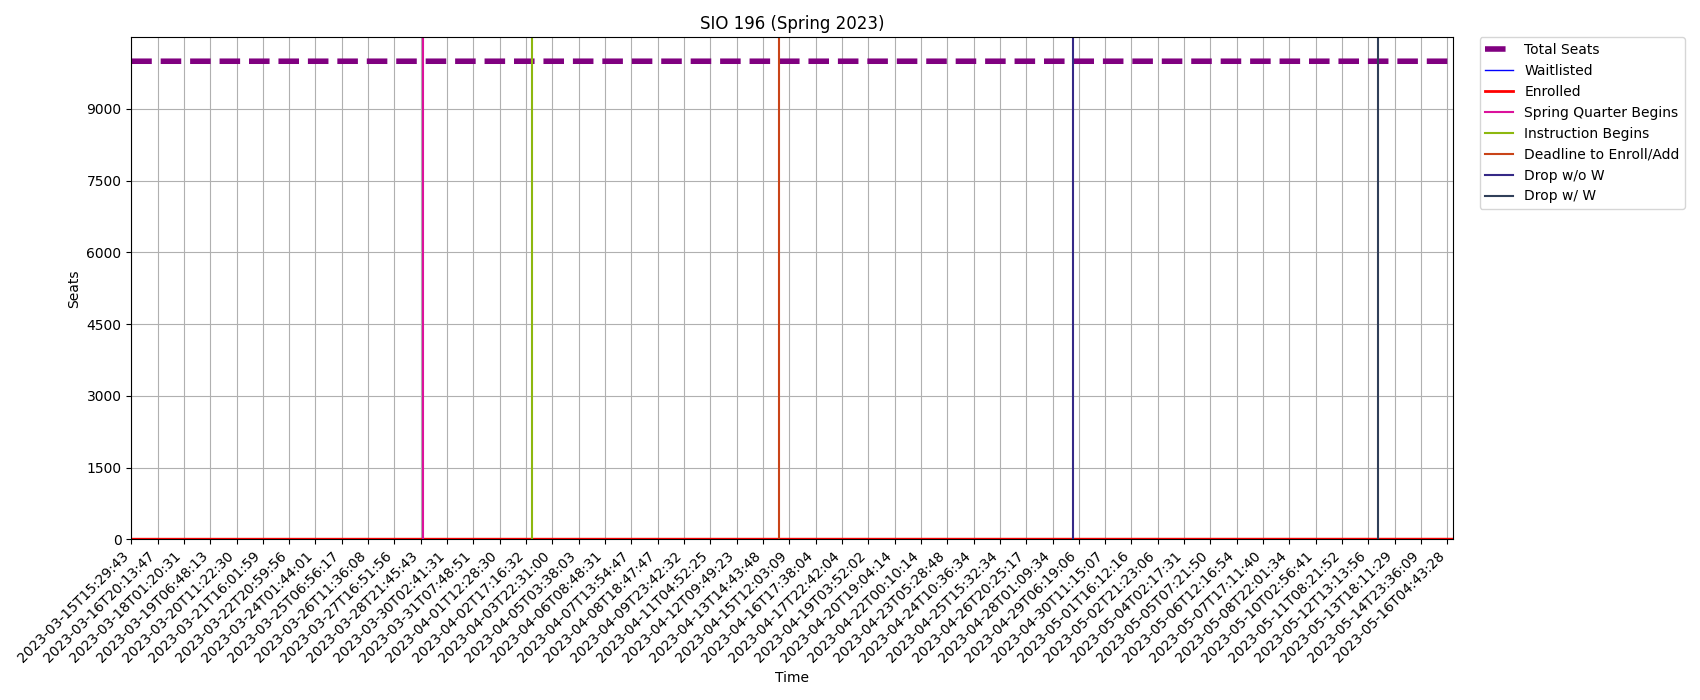 SIO 196 (Spring 2023)
Total Seats
Waitlisted
Enrolled
Spring Quarter Begins
Instruction Begins
Deadline to Enroll/Add
Drop w/o W
Drop w/ W
Seats
9000
7500
6000
4500
3000
1500
0
2023-03-15T15:29:43
2023-03-16T20:13:47
2023-03-18T01:20:31
2023-03-19T06:48:13
2023-03-20T11:22:30
2023-03-21T16:01:59
2023-03-22T20:59:56
2023-03-24T01:44:01
2023-03-25T06:56:17
2023-03-26T11:36:08
2023-03-27T16:51:56
2023-03-28T21:45:43
2023-03-30T02:41:31
2023-03-31T07:48:51
2023-04-01T12:28:30
2023-04-02T17:16:32
2023-04-03T22:31:00
2023-04-05T03:38:03
2023-04-06T08:48:31
2023-04-07T13:54:47
2023-04-08T18:47:47
2023-04-09T23:42:32
2023-04-11T04:52:25
2023-04-12T09:49:23
2023-04-13T14:43:48
2023-04-15T12:03:09
2023-04-16T17:38:04
2023-04-17T22:42:04
2023-04-19T03:52:02
2023-04-20T19:04:14
2023-04-22T00:10:14
2023-04-23T05:28:48
2023-04-24T10:36:34
2023-04-25T15:32:34
2023-04-26T20:25:17
2023-04-28T01:09:34
2023-04-29T06:19:06
2023-04-30T11:15:07
2023-05-01T16:12:16
2023-05-02T21:23:06
2023-05-04T02:17:31
2023-05-05T07:21:50
2023-05-06T12:16:54
2023-05-07T17:11:40
2023-05-08T22:01:34
2023-05-10T02:56:41
2023-05-11T08:21:52
2023-05-12T13:13:56
2023-05-13T18:11:29
2023-05-14T23:36:09
2023-05-16T04:43:28
Time